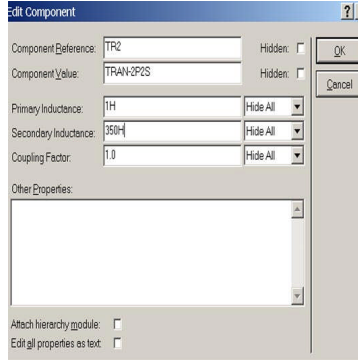 Edit Component ?
Component Reference: TR2 Hidden: OK
Component Value: TRAN-2P2S Hidden: Cancel
Primary Inductance: 1H Hide All
Secondary Inductance: 350H Hide All
Coupling Factor: 1.0 Hide All
Other Properties:
Attach hierarchy module:
Edit all properties as text: